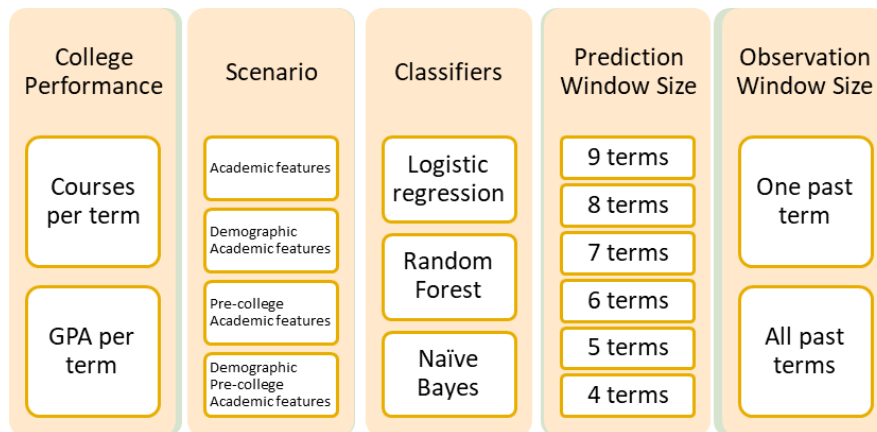 College
Performance
Courses
per term
GPA per
term
Scenario
Academic features
Demographic
Academic features
Pre-college
Academic features
Demographic
Pre-college
Academic features
Classifiers
Logistic
regression
Random
Forest
Naïve
Bayes
Prediction
Window Size
9 terms
8 terms
7 terms
6 terms
5 terms
4 terms
Observation
Window Size
One past
term
All past
terms